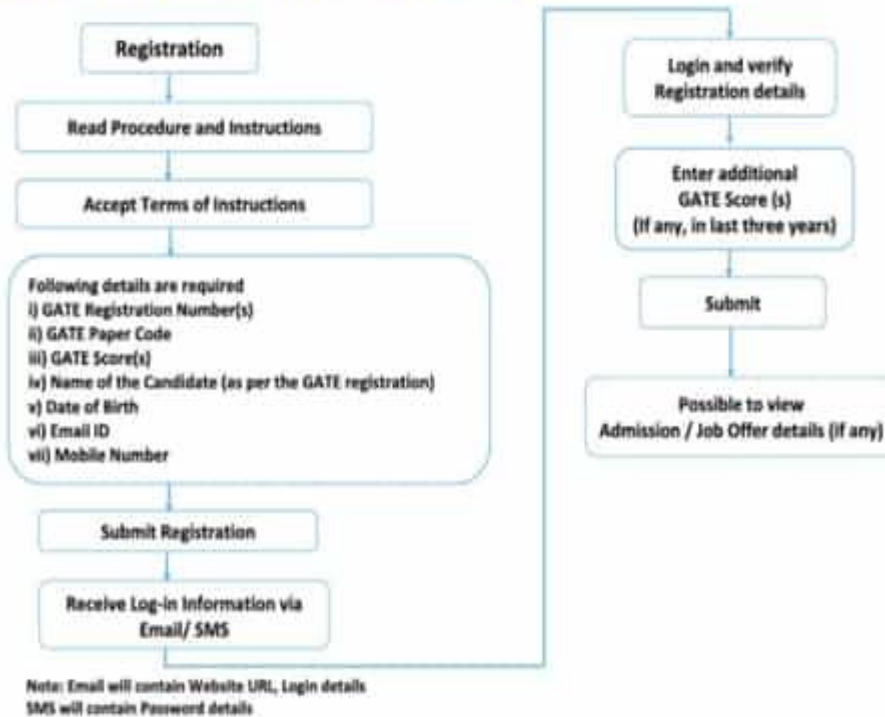 Registration
Read Procedure and Instructions
Accept Terms of Instructions
Following details are required
i) GATE Registration Number(s)
ii) GATE Paper Code
iii) GATE Score(s)
iv) Name of the Candidate (as per the GATE registration)
v) Date of Birth
vi) Email ID
vii) Mobile Number
Submit Registration
Receive Log-in Information via
Email/ SMS
Note: Email will contain Website URL, Login details
SMS will contain Password details
Login and verify
Registration details
Enter additional
GATE Score (s)
(If any, in last three years)
Submit
Possible to view
Admission / Job Offer details (if any)